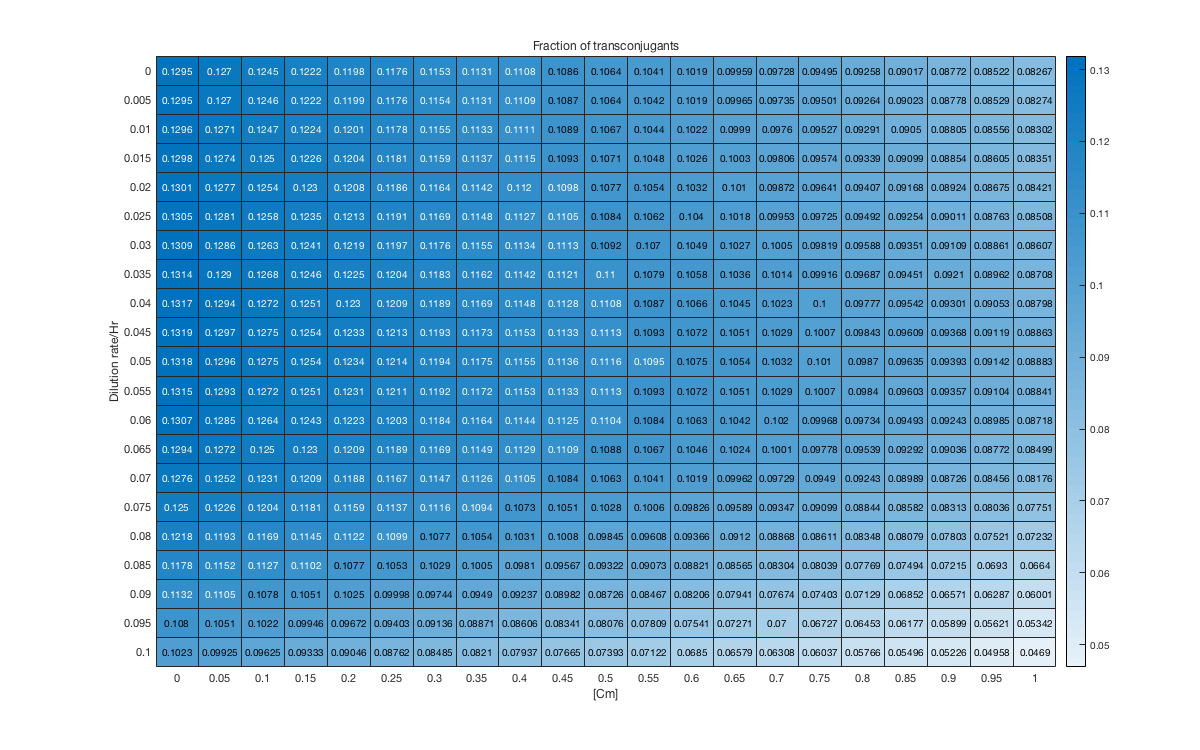 Fraction of transconjugants
0 0.1295 0.127 0.1245 0.1222 0.1198 0.1176 0.1153 0.1131 0.1108 0.1086 0.1064 0.1041 0.1019 0.09959 0.09728 0.09495 0.09258 0.09017 0.08772 0.08522 0.08267
0.005 0.1295 0.127 0.1246 0.1222 0.1199 0.1176 0.1154 0.1131 0.1109 0.1087 0.1064 0.1042 0.1019 0.09965 0.09735 0.09501 0.09264 0.09023 0.08778 0.08529 0.08274
0.01 0.1296 0.1271 0.1247 0.1224 0.1201 0.1178 0.1155 0.1133 0.1111 0.1089 0.1067 0.1044 0.1022 0.0999 0.0976 0.09527 0.09291 0.0905 0.08805 0.08556 0.08302
0.015 0.1298 0.1274 0.125 0.1226 0.1204 0.1181 0.1159 0.1137 0.1115 0.1093 0.1071 0.1048 0.1026 0.1003 0.09806 0.09574 0.09339 0.09099 0.08854 0.08605 0.08351
0.02 0.1301 0.1277 0.1254 0.123 0.1208 0.1186 0.1164 0.1142 0.112 0.1098 0.1077 0.1054 0.1032 0.101 0.09872 0.09641 0.09407 0.09168 0.08924 0.08675 0.08421
0.025 0.1305 0.1281 0.1258 0.1235 0.1213 0.1191 0.1169 0.1148 0.1127 0.1105 0.1084 0.1062 0.104 0.1018 0.09953 0.09725 0.09492 0.09254 0.09011 0.08763 0.08508
0.03 0.1309 0.1286 0.1263 0.1241 0.1219 0.1197 0.1176 0.1155 0.1134 0.1113 0.1092 0.107 0.1049 0.1027 0.1005 0.09819 0.09588 0.09351 0.09109 0.08861 0.08607
0.035 0.1314 0.129 0.1268 0.1246 0.1225 0.1204 0.1183 0.1162 0.1142 0.1121 0.11 0.1079 0.1058 0.1036 0.1014 0.09916 0.09687 0.09451 0.0921 0.08962 0.08708
0.04 0.1317 0.1294 0.1272 0.1251 0.123 0.1209 0.1189 0.1169 0.1148 0.1128 0.1108 0.1087 0.1066 0.1045 0.1023 0.1 0.09777 0.09542 0.09301 0.09053 0.08798
0.045 0.1319 0.1297 0.1275 0.1254 0.1233 0.1213 0.1193 0.1173 0.1153 0.1133 0.1113 0.1093 0.1072 0.1051 0.1029 0.1007 0.09843 0.09609 0.09368 0.09119 0.08863
0.05 0.1318 0.1296 0.1275 0.1254 0.1234 0.1214 0.1194 0.1175 0.1155 0.1136 0.1116 0.1095 0.1075 0.1054 0.1032 0.101 0.0987 0.09635 0.09393 0.09142 0.08883
0.055 0.1315 0.1293 0.1272 0.1251 0.1231 0.1211 0.1192 0.1172 0.1153 0.1133 0.1113 0.1093 0.1072 0.1051 0.1029 0.1007 0.0984 0.09603 0.09357 0.09104 0.08841
0.06 0.1307 0.1285 0.1264 0.1243 0.1223 0.1203 0.1184 0.1164 0.1144 0.1125 0.1104 0.1084 0.1063 0.1042 0.102 0.09968 0.09734 0.09493 0.09243 0.08985 0.08718
0.065 0.1294 0.1272 0.125 0.123 0.1209 0.1189 0.1169 0.1149 0.1129 0.1109 0.1088 0.1067 0.1046 0.1024 0.1001 0.09778 0.09539 0.09292 0.09036 0.08772 0.08499
0.07 0.1276 0.1252 0.1231 0.1209 0.1188 0.1167 0.1147 0.1126 0.1105 0.1084 0.1063 0.1041 0.1019 0.09962 0.09729 0.0949 0.09243 0.08989 0.08726 0.08456 0.08176
0.075 0.125 0.1226 0.1204 0.1181 0.1159 0.1137 0.1116 0.1094 0.1073 0.1051 0.1028 0.1006 0.09826 0.09589 0.09347 0.09099 0.08844 0.08582 0.08313 0.08036 0.07751
0.08 0.1218 0.1193 0.1169 0.1145 0.1122 0.1099 0.1077 0.1054 0.1031 0.1008 0.09845 0.09608 0.09366 0.0912 0.08868 0.08611 0.08348 0.08079 0.07803 0.07521 0.07232
0.085 0.1178 0.1152 0.1127 0.1102 0.1077 0.1053 0.1029 0.1005 0.0981 0.09567 0.09322 0.09073 0.08821 0.08565 0.08304 0.08039 0.07769 0.07494 0.07215 0.0693 0.0664
0.09 0.1132 0.1105 0.1078 0.1051 0.1025 0.09998 0.09744 0.0949 0.09237 0.08982 0.08726 0.08467 0.08206 0.07941 0.07674 0.07403 0.07129 0.06852 0.06571 0.06287 0.06001
0.095 0.108 0.1051 0.1022 0.09946 0.09672 0.09403 0.09136 0.08871 0.08606 0.08341 0.08076 0.07809 0.07541 0.07271 0.07 0.06727 0.06453 0.06177 0.05899 0.05621 0.05342
0.1 0.1023 0.09925 0.09625 0.09333 0.09046 0.08762 0.08485 0.0821 0.07937 0.07665 0.07393 0.07122 0.0685 0.06579 0.06308 0.06037 0.05766 0.05496 0.05226 0.04958 0.0469
0 0.05 0.1 0.15 0.2 0.25 0.3 0.35 0.4 0.45 0.5 0.55 0.6 0.65 0.7 0.75 0.8 0.85 0.9 0.95 1
[Cm]
Dilution rate/Hr
0.13
0.12
0.11
0.1
0.09
0.08
0.07
0.06
0.05